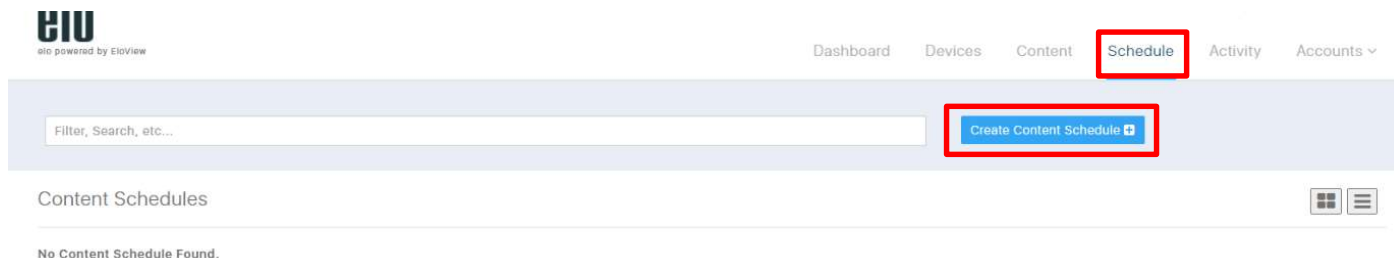 elo
elo powered by EloView
Dashboard Devices Content Schedule Activity Accounts
Filter, Search, etc...
Create Content Schedule
Content Schedules
No Content Schedule Found.